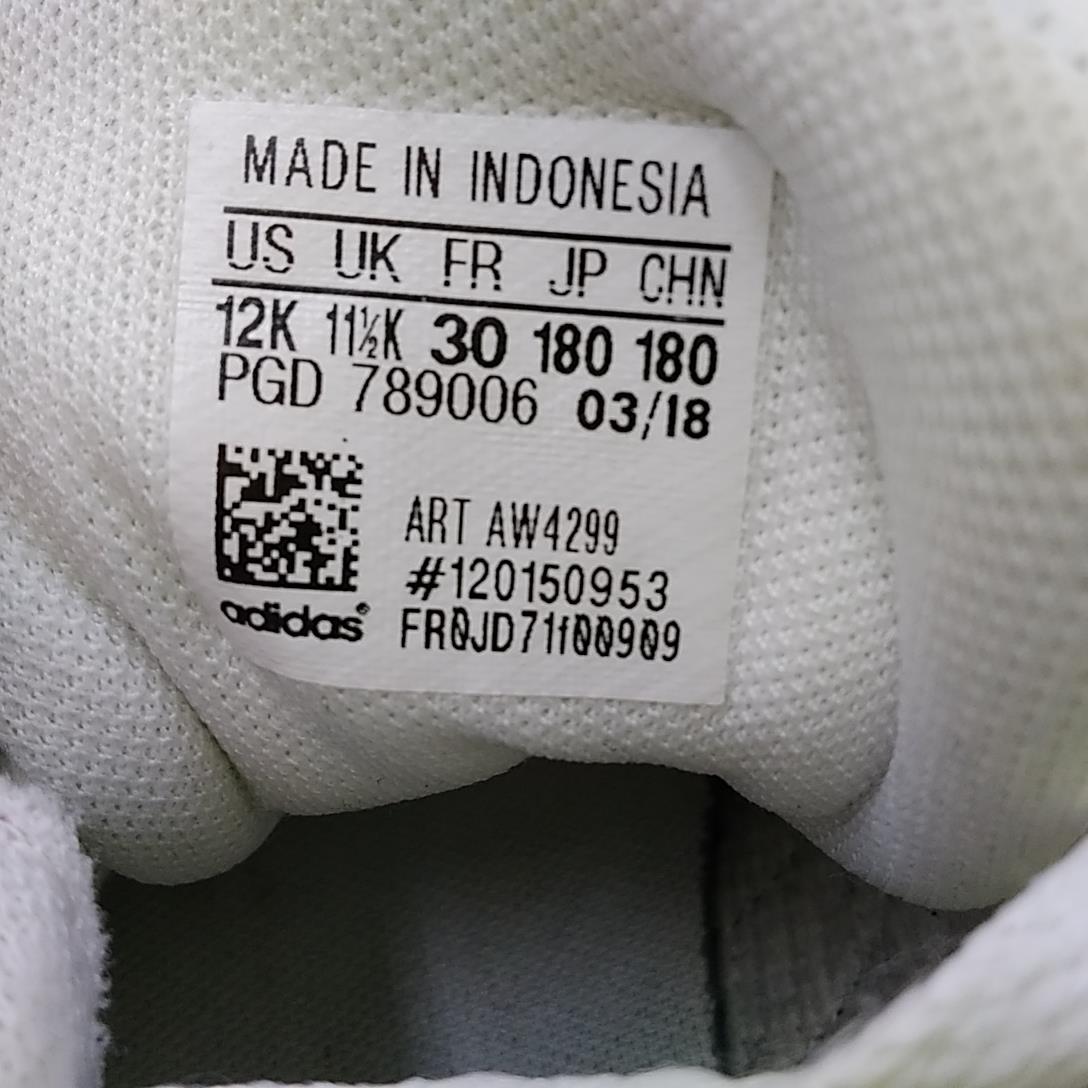 MADE IN INDONESIA
US UK FR JP CHN
12K 11½K 30 180 180
PGD 789006 03/18
ART AW4299
#120150953
adidas® FR0JD71f00909